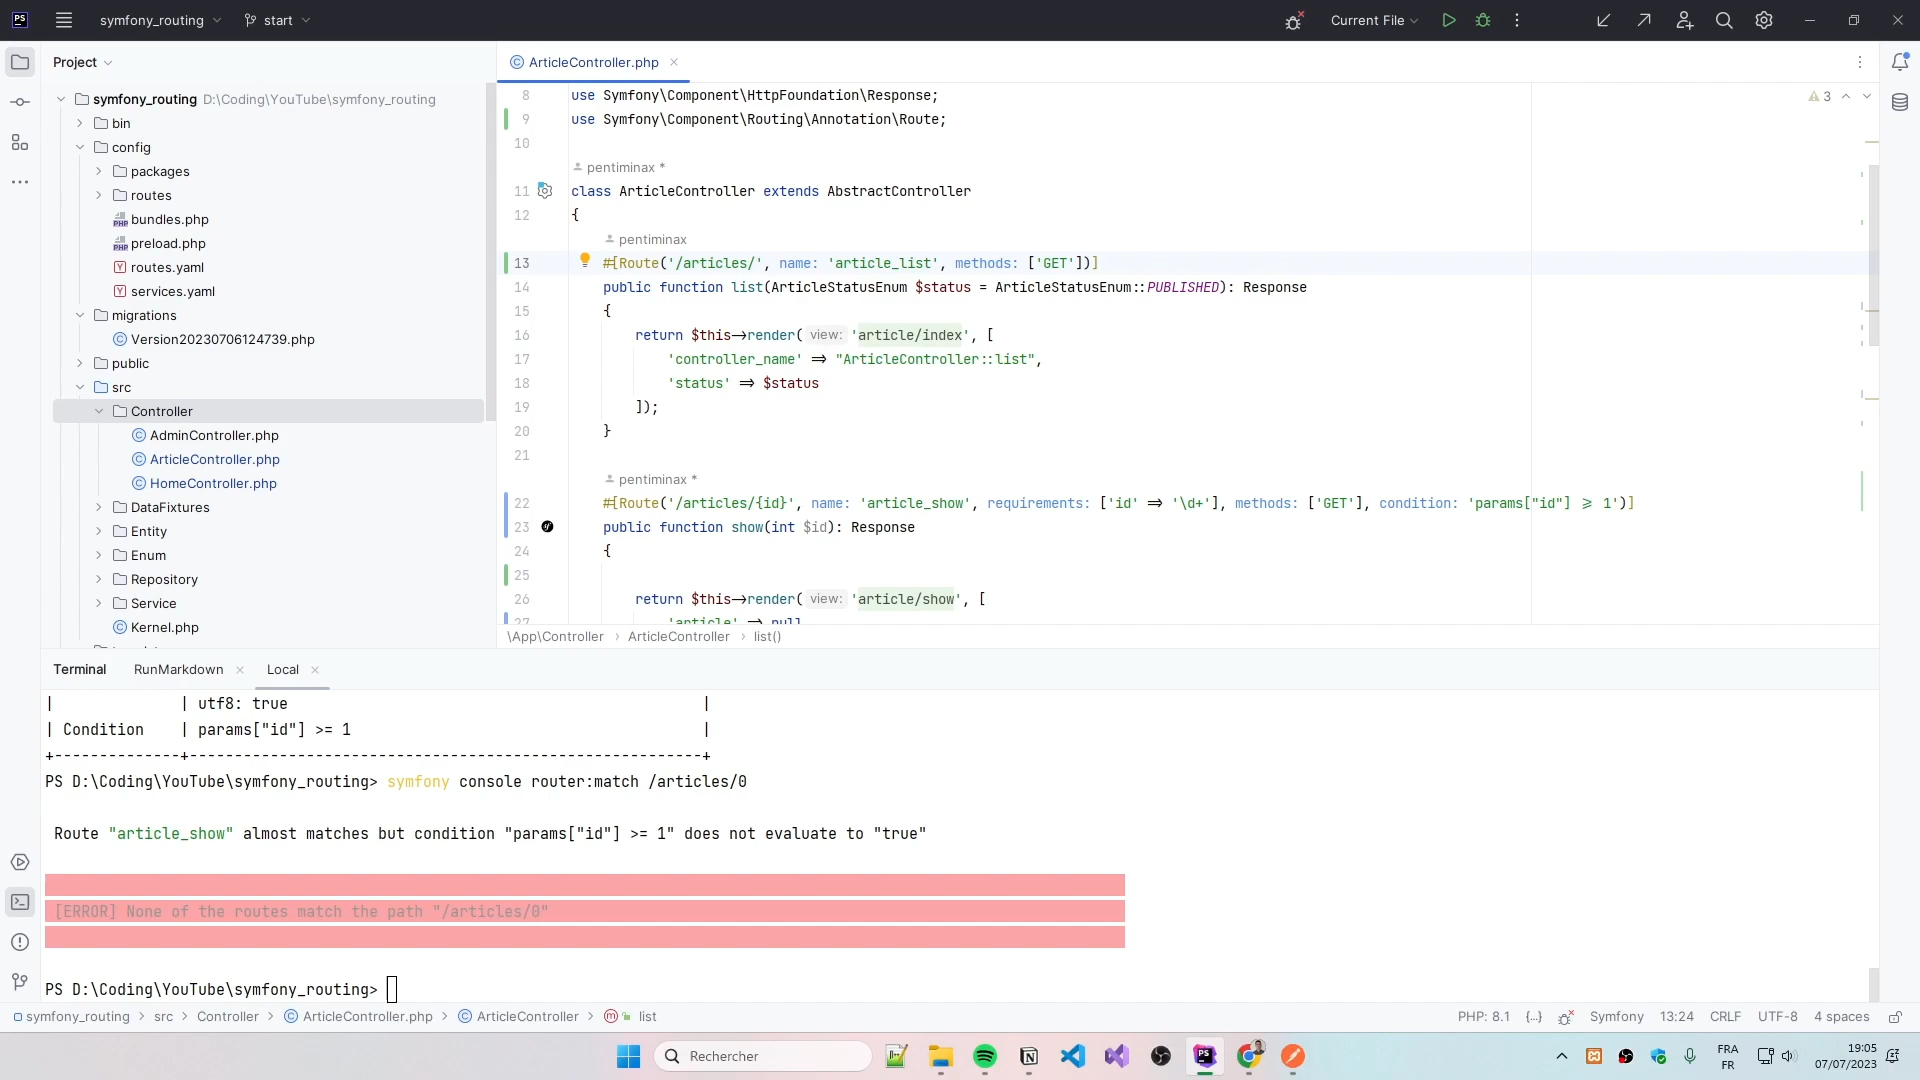 PS symfony_routing start Current File
Project
ArticleController.php
symfony_routing D:\Coding\YouTube\symfony_routing
bin
config
packages
routes
bundles.php
preload.php
routes.yaml
services.yaml
migrations
Version20230706124739.php
public
src
Controller
AdminController.php
ArticleController.php
HomeController.php
DataFixtures
Entity
Enum
Repository
Service
Kernel.php
8 use Symfony\Component\HttpFoundation\Response;
3
9 use Symfony\Component\Routing\Annotation\Route;
10
pentiminax *
11 class ArticleController extends AbstractController
12 {
pentiminax
13 #[Route('/articles/', name: 'article_list', methods: ['GET'])]
14 public function list(ArticleStatusEnum $status = ArticleStatusEnum::PUBLISHED): Response
15 {
16 return $this->render( view: 'article/index', [
17 'controller_name' => "ArticleController::list",
18 'status' => $status
19 ]);
20 }
21
pentiminax *
22 #[Route('/articles/{id}', name: 'article_show', requirements: ['id' => '\d+'], methods: ['GET'], condition: 'params["id"] >= 1')]
23 public function show(int $id): Response
24 {
25
26 return $this->render( view: 'article/show', [
27 'article' => null
\App\Controller › ArticleController › list()
Terminal RunMarkdown Local
| | utf8: true |
| Condition | params["id"] >= 1 |
+--------------+---------------------------------------------------------+
PS D:\Coding\YouTube\symfony_routing> symfony console router:match /articles/0
Route "article_show" almost matches but condition "params["id"] >= 1" does not evaluate to "true"
[ERROR] None of the routes match the path "/articles/0"
PS D:\Coding\YouTube\symfony_routing>
symfony_routing › src › Controller › ArticleController.php › ArticleController › list
PHP: 8.1 {...} Symfony 13:24 CRLF UTF-8 4 spaces
Rechercher
FRA
FR
19:05
07/07/2023